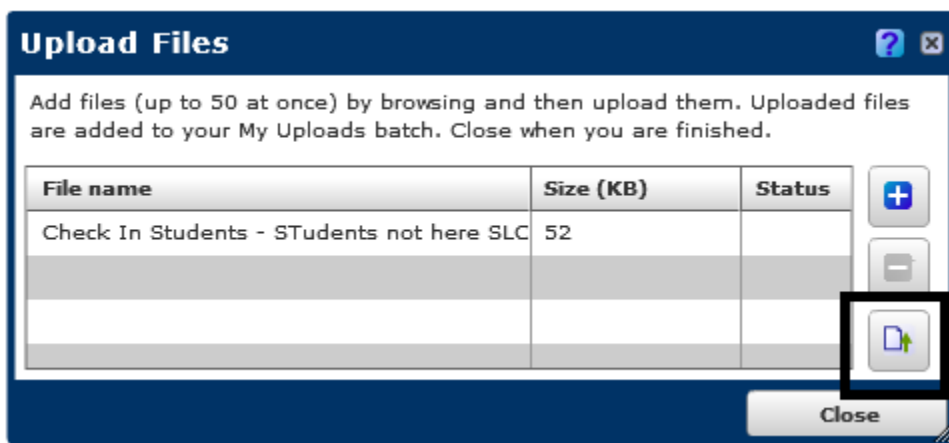 Upload Files
Add files (up to 50 at once) by browsing and then upload them. Uploaded files
are added to your My Uploads batch. Close when you are finished.
File name Size (KB) Status
Check In Students - STudents not here SLC 52
Close